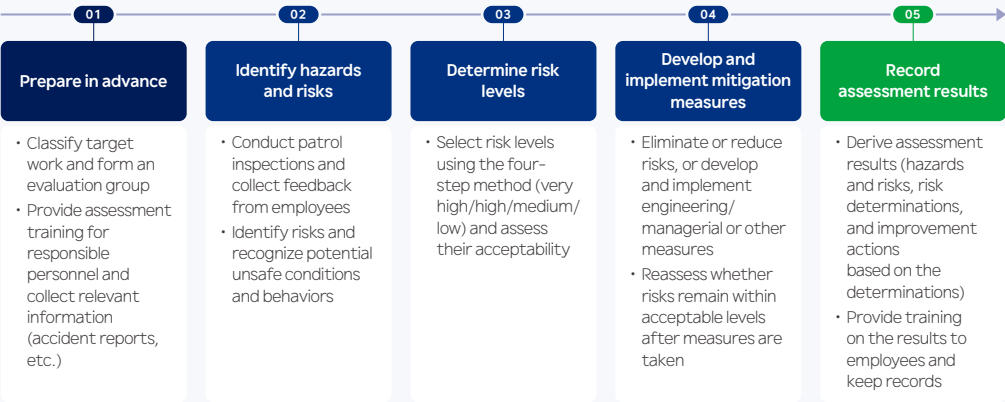 01
Prepare in advance
• Classify target
work and form an
evaluation group
• Provide assessment
training for
responsible
personnel and
collect relevant
information
(accident reports,
etc.)
02
Identify hazards
and risks
• Conduct patrol
inspections and
collect feedback
from employees
• Identify risks and
recognize potential
unsafe conditions
and behaviors
03
Determine risk
levels
• Select risk levels
using the four-
step method (very
high/high/medium/
low) and assess
their acceptability
04
Develop and
implement mitigation
measures
• Eliminate or reduce
risks, or develop
and implement
engineering/
managerial or other
measures
• Reassess whether
risks remain within
acceptable levels
after measures are
taken
05
Record
assessment results
• Derive assessment
results (hazards
and risks, risk
determinations,
and improvement
actions
based on the
determinations)
• Provide training
on the results to
employees and
keep records